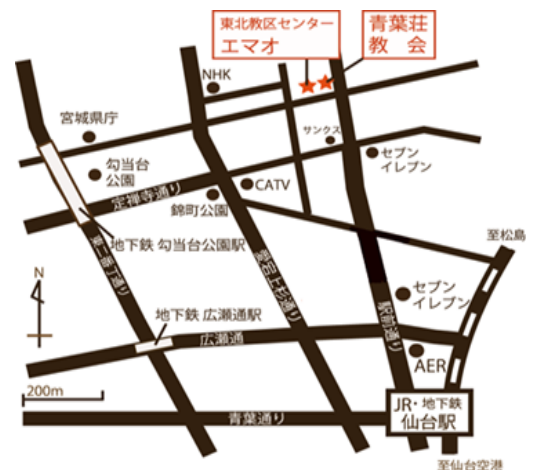 東北教区センター
エマオ
青葉荘
教　会
NHK
宮城県庁
サンクス
セブン
イレブン
勾当台
公園
CATV
定禅寺通り
錦町公園
地下鉄 勾当台公園駅
至松島
東二番丁通り
愛宕上杉通り
N
セブン
イレブン
地下鉄 広瀬通駅
駅前通り
広瀬通
AER
200m
JR・地下鉄
仙台駅
青葉通り
至仙台空港